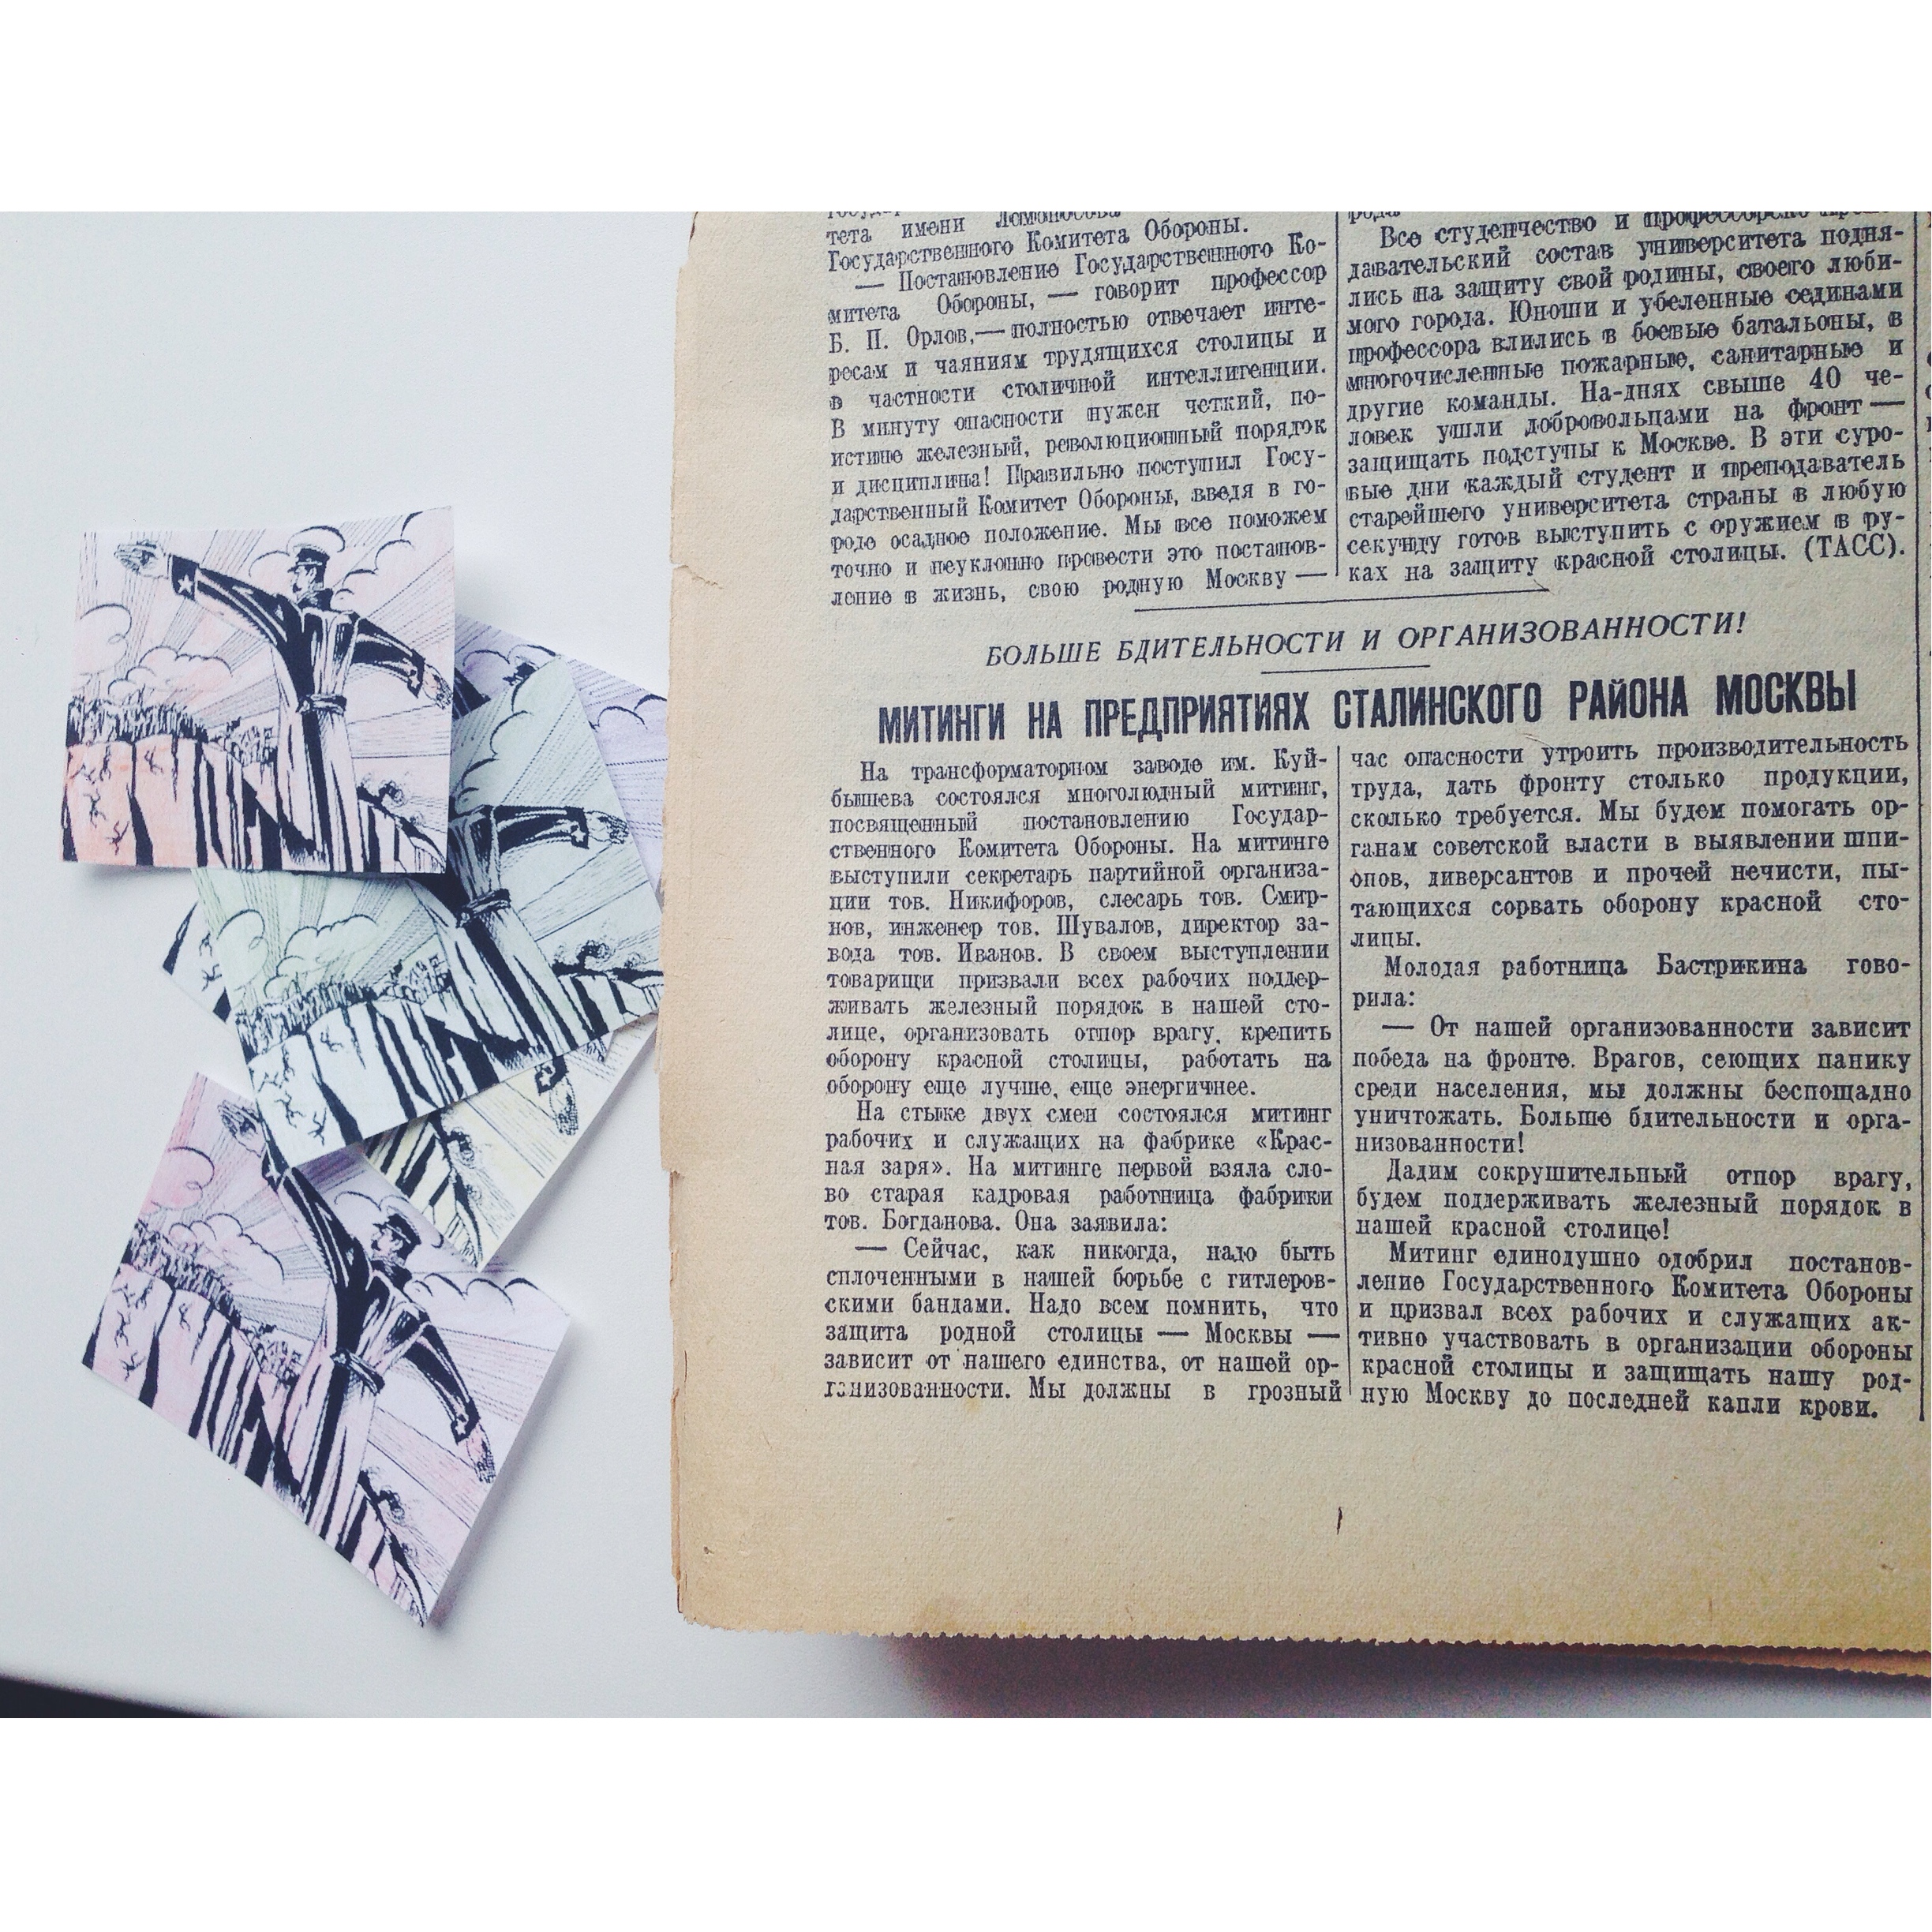 тета имени Ломоносова
Государственного Комитета Обороны.
— Постановление Государственного Ко-
митета Обороны, — говорит профессор
Б. П. Орлов,— полностью отвечает инте-
ресам и чаяниям трудящихся столицы и
в частности столичной интеллигенции.
В минуту опасности нужен четкий, по-
истине железный, революционный порядок
и дисциплина! Правильно поступил Госу-
дарственный Комитет Обороны, введя в го-
роде осадное положение. Мы все поможем
точно и неуклонно провести это постанов-
ление в жизнь, свою родную Москву —
Все студенчество и профессорско-
давательский состав университета подня-
лись на защиту свой родины, своего люби-
мого города. Юноши и убеленные сединами
профессора влились в боевые батальоны, в
многочисленные пожарные, санитарные и
другие команды. На-днях свыше 40 че-
ловек ушли добровольцами на фронт —
защищать подступы к Москве. В эти суро-
вые дни каждый студент и преподаватель
старейшего университета страны в любую
секунду готов выступить с оружием в ру-
ках на защиту красной столицы. (ТАСС).
БОЛЬШЕ БДИТЕЛЬНОСТИ И ОРГАНИЗОВАННОСТИ!
МИТИНГИ НА ПРЕДПРИЯТИЯХ СТАЛИНСКОГО РАЙОНА МОСКВЫ
На трансформаторном заводе им. Куй-
бышева состоялся многолюдный митинг,
посвященный постановлению Государ-
ственного Комитета Обороны. На митинге
выступили секретарь партийной организа-
ции тов. Никифоров, слесарь тов. Смир-
нов, инженер тов. Шувалов, директор за-
вода тов. Иванов. В своем выступлении
товарищи призвали всех рабочих поддер-
живать железный порядок в нашей сто-
лице, организовать отпор врагу, крепить
оборону красной столицы, работать на
оборону еще лучше, еще энергичнее.
На стыке двух смен состоялся митинг
рабочих и служащих на фабрике «Крас-
ная заря». На митинге первой взяла сло-
во старая кадровая работница фабрики
тов. Богданова. Она заявила:
— Сейчас, как никогда, надо быть
сплоченными в нашей борьбе с гитлеров-
скими бандами. Надо всем помнить, что
защита родной столицы — Москвы —
зависит от нашего единства, от нашей ор-
ганизованности. Мы должны в грозный
час опасности утроить производительность
труда, дать фронту столько продукции,
сколько требуется. Мы будем помогать ор-
ганам советской власти в выявлении шпи-
онов, диверсантов и прочей нечисти, пы-
тающихся сорвать оборону красной сто-
лицы.
Молодая работница Бастрикина гово-
рила:
— От нашей организованности зависит
победа на фронте. Врагов, сеющих панику
среди населения, мы должны беспощадно
уничтожать. Больше бдительности и орга-
низованности!
Дадим сокрушительный отпор врагу,
будем поддерживать железный порядок в
нашей красной столице!
Митинг единодушно одобрил постанов-
ление Государственного Комитета Обороны
и призвал всех рабочих и служащих ак-
тивно участвовать в организации обороны
красной столицы и защищать нашу род-
ную Москву до последней капли крови.